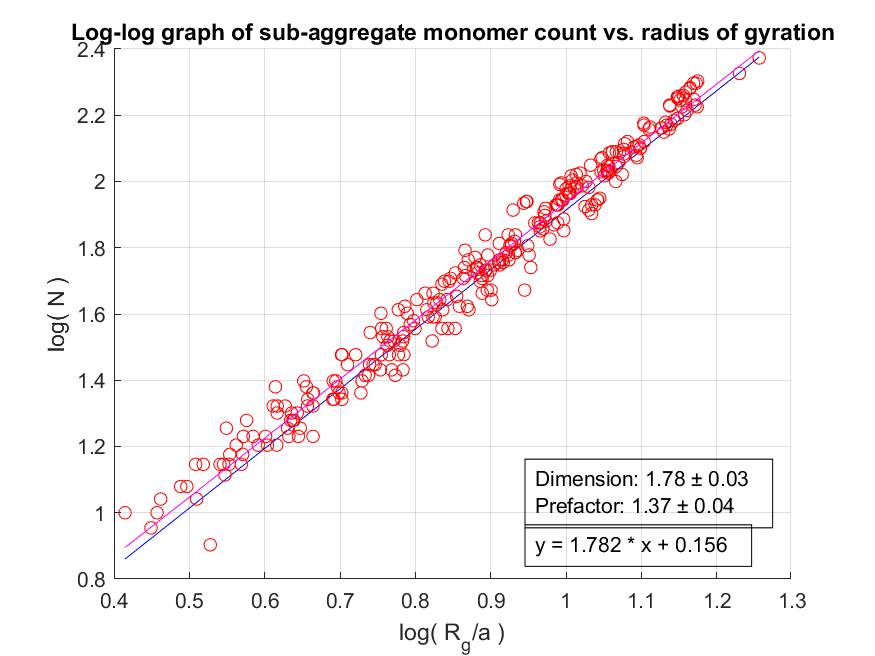 Log-log graph of sub-aggregate monomer count vs. radius of gyration
2.4
2.2
2
1.8
1.6
1.4
1.2
1
0.8
log( N )
Dimension: 1.78 ± 0.03
Prefactor: 1.37 ± 0.04
y = 1.782 * x + 0.156
0.4 0.5 0.6 0.7 0.8 0.9 1 1.1 1.2 1.3
log( R_g/a )